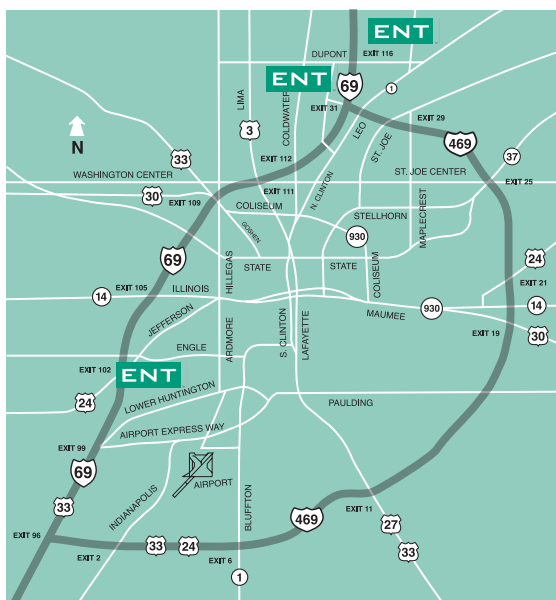 ENT
DUPONT
EXIT 116
ENT
69
1
LIMA
COLDWATER
EXIT 31
LEO
EXIT 29
3
ST. JOE
469
N
33
EXIT 112
37
WASHINGTON CENTER
ST. JOE CENTER
EXIT 111
EXIT 25
30
EXIT 109
COLISEUM
N. CLINTON
STELLHORN
MAPLECREST
GOSHEN
930
69
HILLEGAS
STATE
STATE
COLISEUM
24
EXIT 105
ILLINOIS
EXIT 21
14
930
14
JEFFERSON
MAUMEE
EXIT 19
30
ENGLE
ARDMORE
S. CLINTON
LAFAYETTE
EXIT 102
ENT
24
LOWER HUNTINGTON
PAULDING
AIRPORT EXPRESS WAY
EXIT 99
69
AIRPORT
33
INDIANAPOLIS
BLUFFTON
EXIT 11
469
27
EXIT 96
33
24
33
EXIT 2
EXIT 6
1